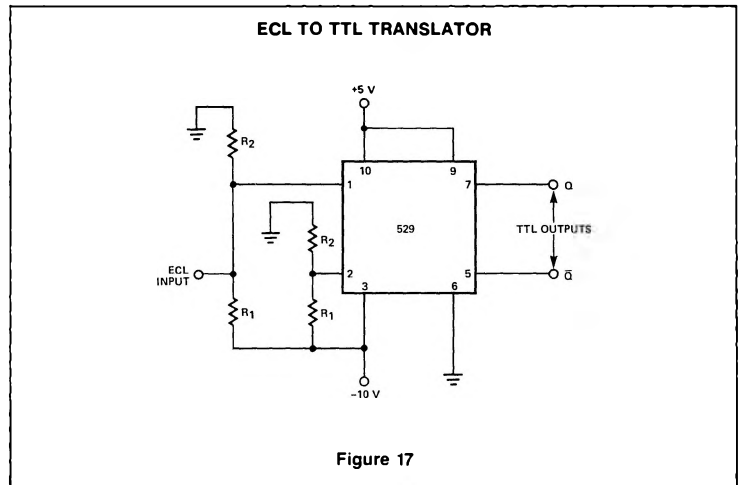 ECL TO TTL TRANSLATOR
+5 V
R2
10
9
1
7
Q
R2
529
TTL OUTPUTS
ECL
INPUT
2
5
Q̅
R1
R1
3
6
−10 V
Figure 17